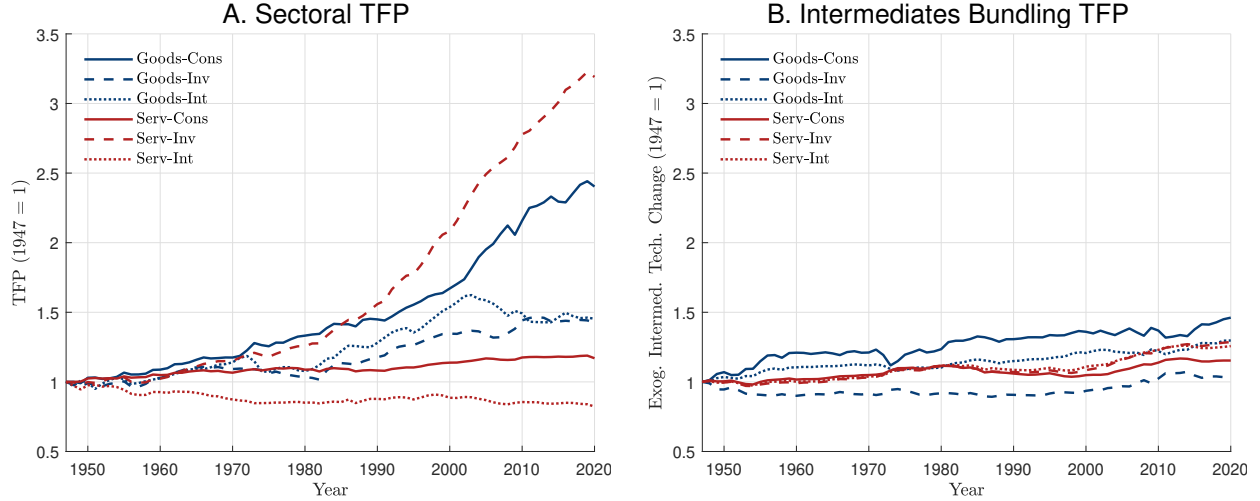 A. Sectoral TFP
3.5
3
2.5
2
1.5
1
0.5
TFP (1947 = 1)
Goods-Cons
Goods-Inv
Goods-Int
Serv-Cons
Serv-Inv
Serv-Int
1950 1960 1970 1980 1990 2000 2010 2020
Year
B. Intermediates Bundling TFP
3.5
3
2.5
2
1.5
1
0.5
Exog. Intermed. Tech. Change (1947 = 1)
Goods-Cons
Goods-Inv
Goods-Int
Serv-Cons
Serv-Inv
Serv-Int
1950 1960 1970 1980 1990 2000 2010 2020
Year